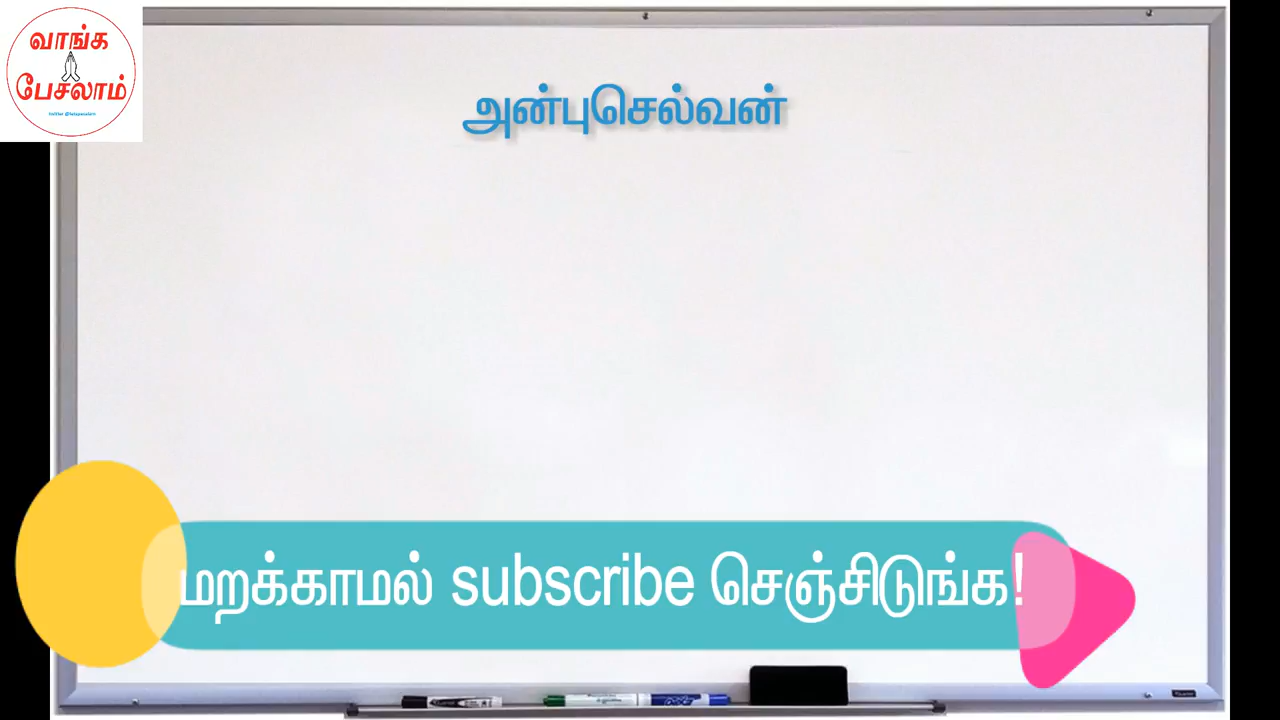 வாங்க
பேசலாம்
அன்புசெல்வன்
மறக்காமல் subscribe செஞ்சிடுங்க!